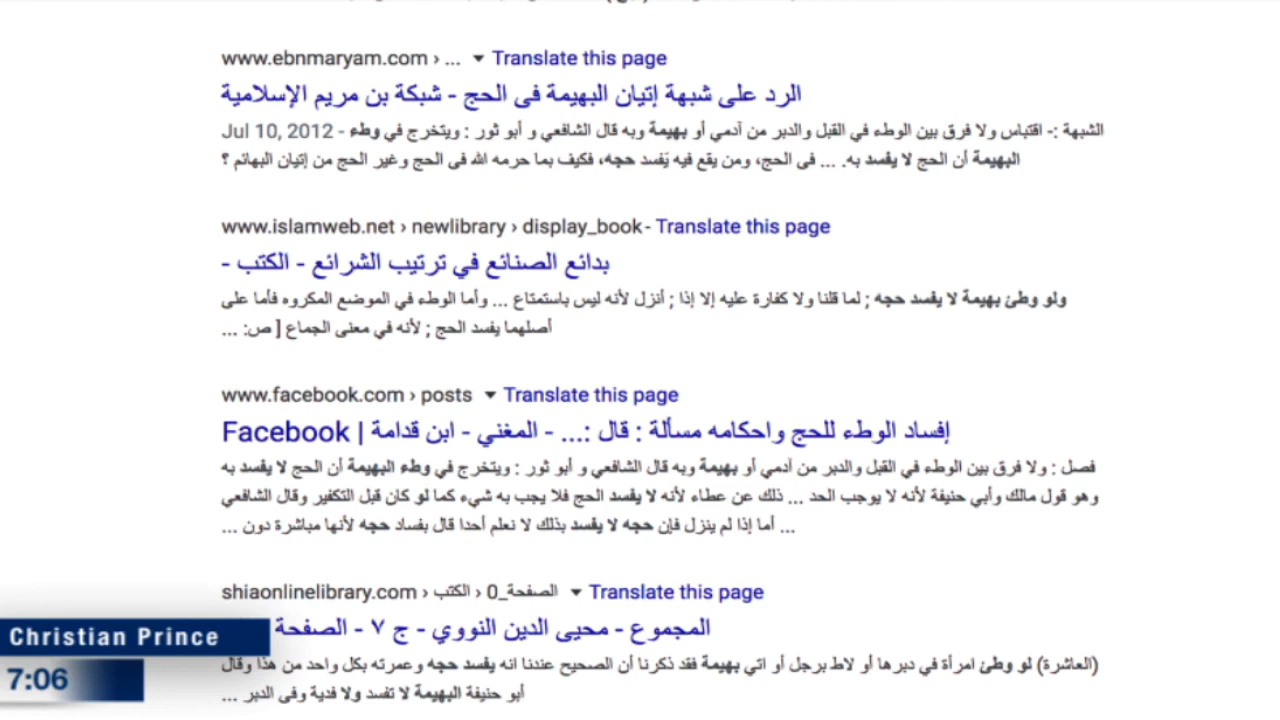 www.ebnmaryam.com › ... Translate this page
الرد على شبهة إتيان البهيمة فى الحج - شبكة بن مريم الإسلامية
Jul 10, 2012 - الشبهة :- اقتباس ولا فرق بين الوطء في القبل والدبر من آدمي أو بهيمة وبه قال الشافعي و أبو ثور : ويتخرج في وطء
البهيمة أن الحج لا يفسد به. ... فى الحج، ومن يقع فيه يَفسد حجه، فكيف بما حرمه الله فى الحج وغير الحج من إتيان البهائم ؟
www.islamweb.net › newlibrary › display_book - Translate this page
بدائع الصنائع في ترتيب الشرائع - الكتب -
ولو وطئ بهيمة لا يفسد حجه ; لما قلنا ولا كفارة عليه إلا إذا ; أنزل لأنه ليس باستمتاع ... وأما الوطء في الموضع المكروه فأما على
أصلهما يفسد الحج ; لأنه في معنى الجماع [ ص: ...
www.facebook.com › posts Translate this page
إفساد الوطء للحج واحكامه مسألة : قال :... - المغني - ابن قدامة | Facebook
فصل : ولا فرق بين الوطء في القبل والدبر من آدمي أو بهيمة وبه قال الشافعي و أبو ثور : ويتخرج في وطء البهيمة أن الحج لا يفسد به
وهو قول مالك وأبي حنيفة لأنه لا يوجب الحد ... ذلك عن عطاء لأنه لا يفسد الحج فلا يجب به شيء كما لو كان قبل التكفير وقال الشافعي
... أما إذا لم ينزل فإن حجه لا يفسد بذلك لا نعلم أحدا قال بفساد حجه لأنها مباشرة دون ...
shiaonlinelibrary.com › الكتب › 0_الصفحة Translate this page
المجموع - محيى الدين النووي - ج ٧ - الصفحة
(العاشرة) لو وطئ امرأة في دبرها أو لاط برجل أو اتي بهيمة فقد ذكرنا أن الصحيح عندنا انه يفسد حجه وعمرته بكل واحد من هذا وقال
أبو حنيفة البهيمة لا تفسد ولا فدية وفى الدبر ...
Christian Prince
7:06